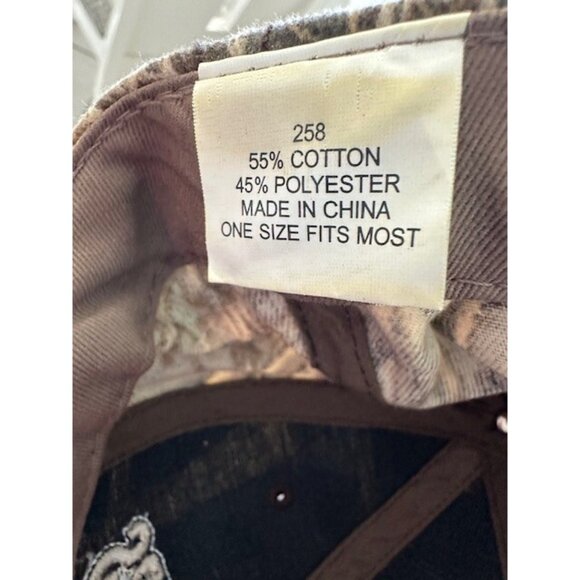 258
55% COTTON
45% POLYESTER
MADE IN CHINA
ONE SIZE FITS MOST